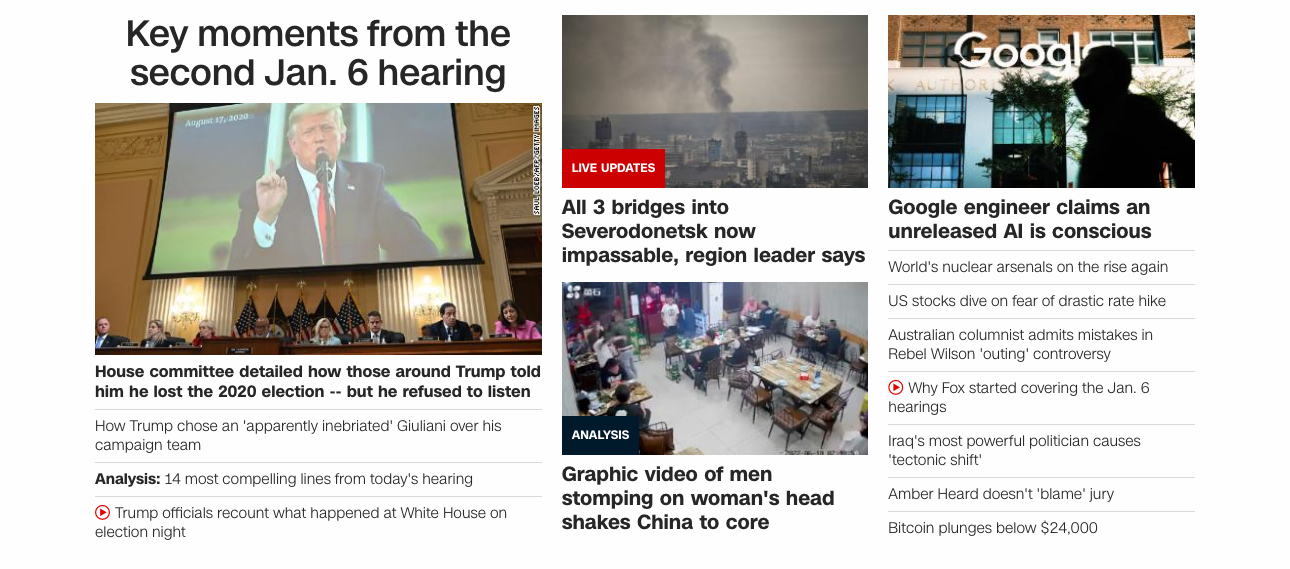 Key moments from the
second Jan. 6 hearing
August 17, 2020
SAUL LOEB/AFP/GETTY IMAGES
House committee detailed how those around Trump told
him he lost the 2020 election -- but he refused to listen
How Trump chose an 'apparently inebriated' Giuliani over his
campaign team
Analysis: 14 most compelling lines from today's hearing
Trump officials recount what happened at White House on
election night
LIVE UPDATES
All 3 bridges into
Severodonetsk now
impassable, region leader says
ANALYSIS
Graphic video of men
stomping on woman's head
shakes China to core
Google
AUTHOR
Google engineer claims an
unreleased AI is conscious
World's nuclear arsenals on the rise again
US stocks dive on fear of drastic rate hike
Australian columnist admits mistakes in
Rebel Wilson 'outing' controversy
Why Fox started covering the Jan. 6
hearings
Iraq's most powerful politician causes
'tectonic shift'
Amber Heard doesn't 'blame' jury
Bitcoin plunges below $24,000